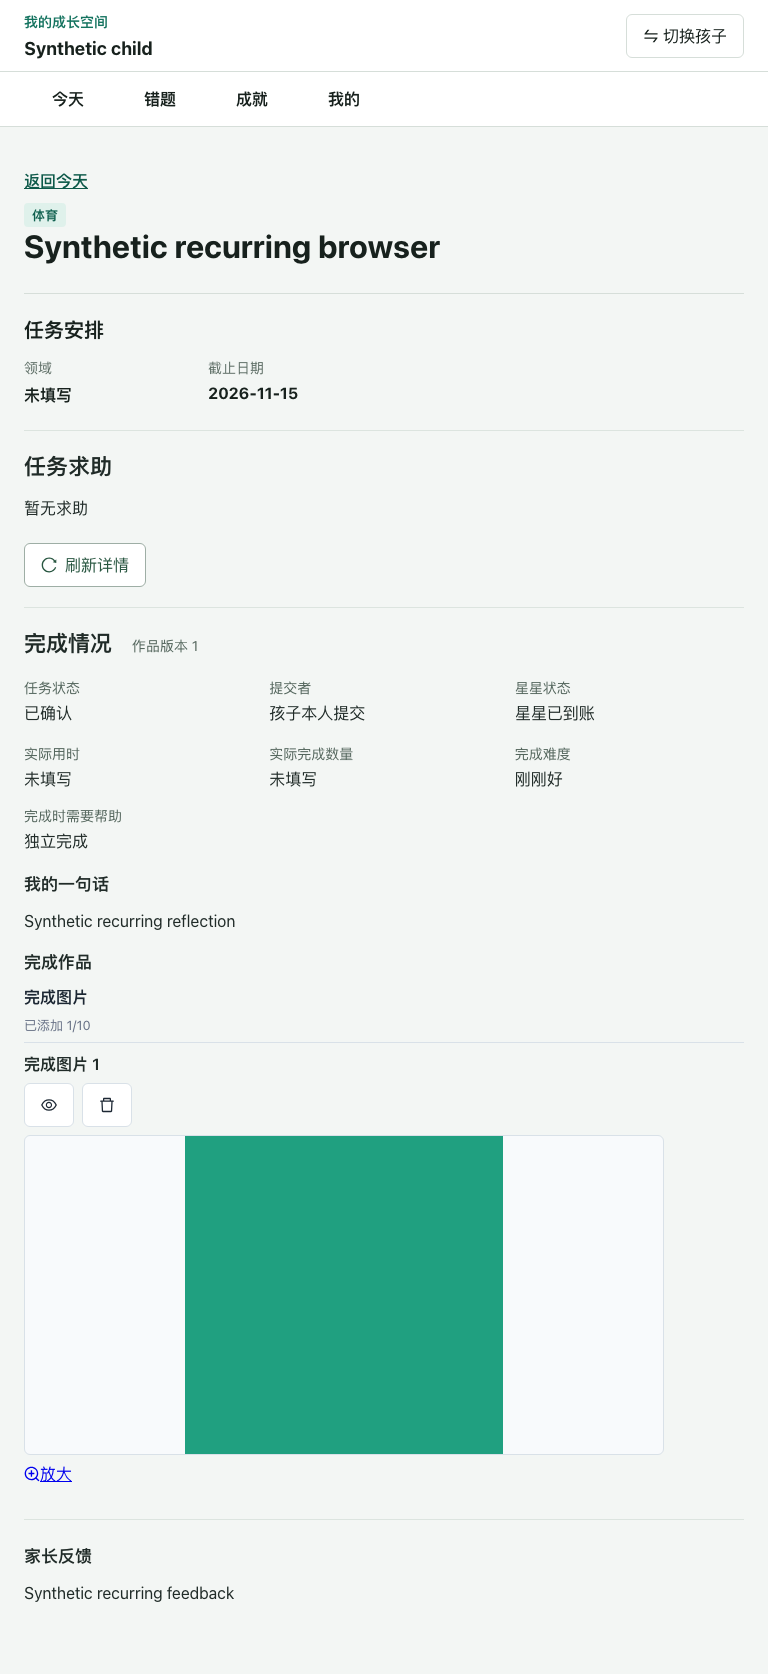 我的成长空间
Synthetic child
切换孩子
今天 错题 成就 我的
返回今天
体育
Synthetic recurring browser
任务安排
领域 截止日期
未填写 2026-11-15
任务求助
暂无求助
刷新详情
完成情况 作品版本 1
任务状态 提交者 星星状态
已确认 孩子本人提交 星星已到账
实际用时 实际完成数量 完成难度
未填写 未填写 刚刚好
完成时需要帮助
独立完成
我的一句话
Synthetic recurring reflection
完成作品
完成图片
已添加 1/10
完成图片 1
放大
家长反馈
Synthetic recurring feedback